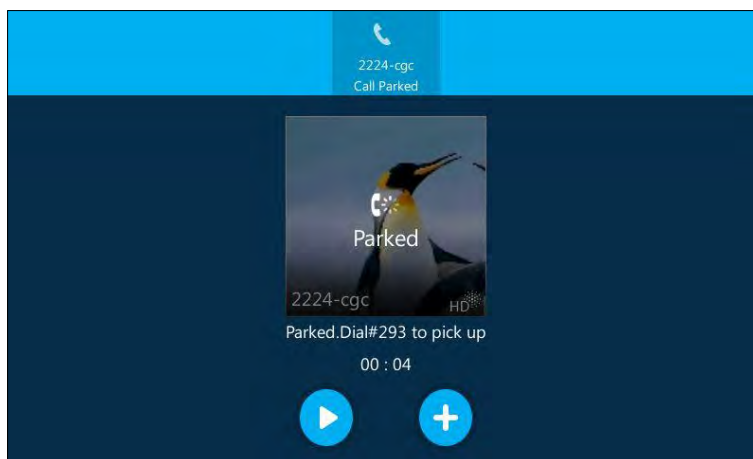 2224-cgc
Call Parked
Parked
2224-cgc
HD
Parked.Dial#293 to pick up
00 : 04